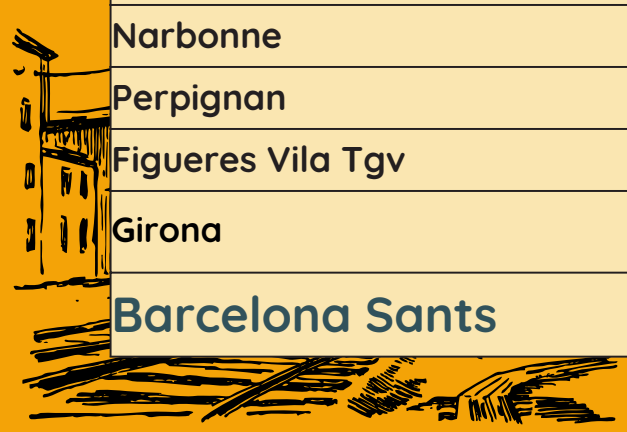 Narbonne
Perpignan
Figueres Vila Tgv
Girona
Barcelona Sants